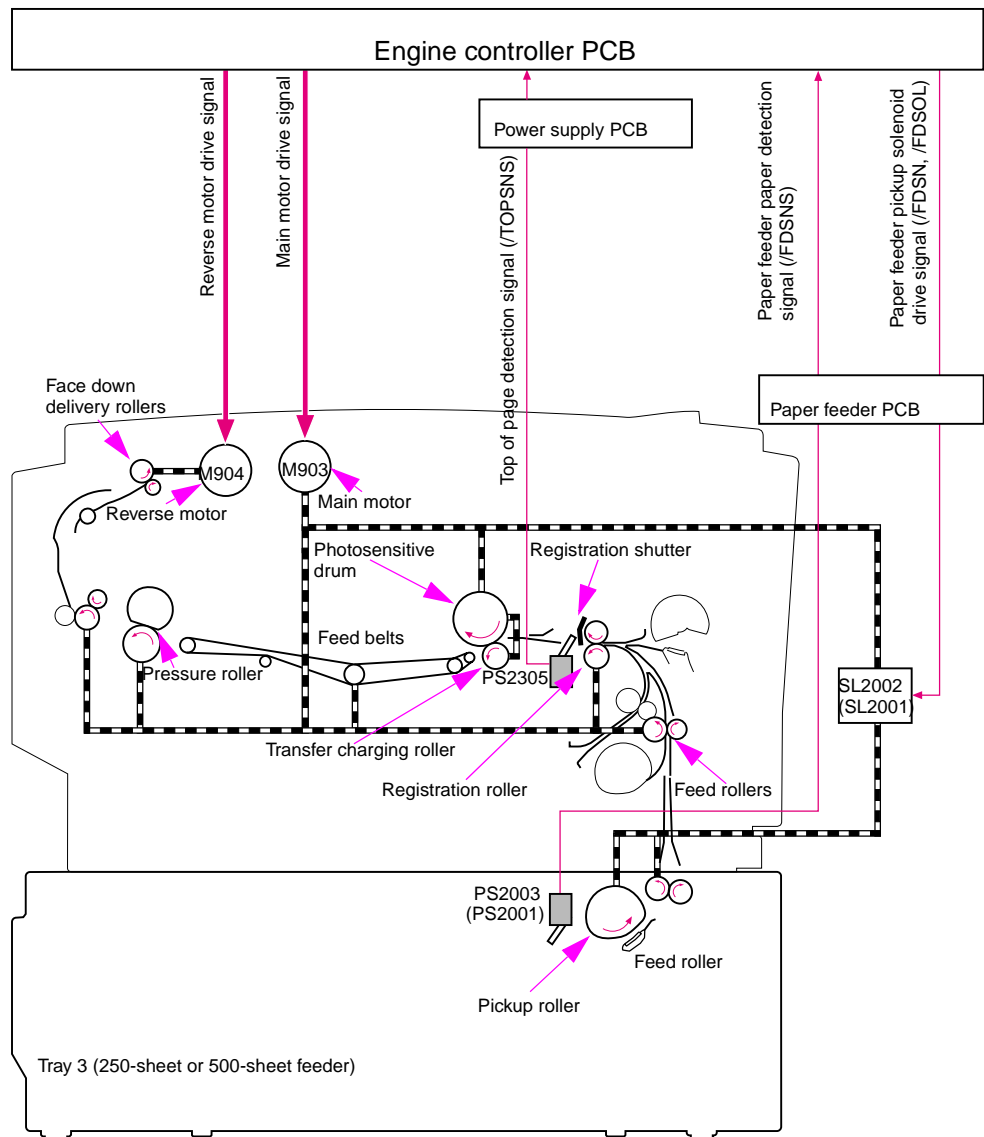 Engine controller PCB
Reverse motor drive signal
Main motor drive signal
Top of page detection signal (/TOPSNS)
Power supply PCB
Paper feeder paper detection
signal (/FDSNS)
Paper feeder pickup solenoid
drive signal (/FDSN, /FDSOL)
Paper feeder PCB
Face down
delivery rollers
M904
M903
Reverse motor
Main motor
Photosensitive
drum
Registration shutter
Feed belts
Pressure roller
PS2305
SL2002
(SL2001)
Transfer charging roller
Registration roller
Feed rollers
PS2003
(PS2001)
Feed roller
Pickup roller
Tray 3 (250-sheet or 500-sheet feeder)